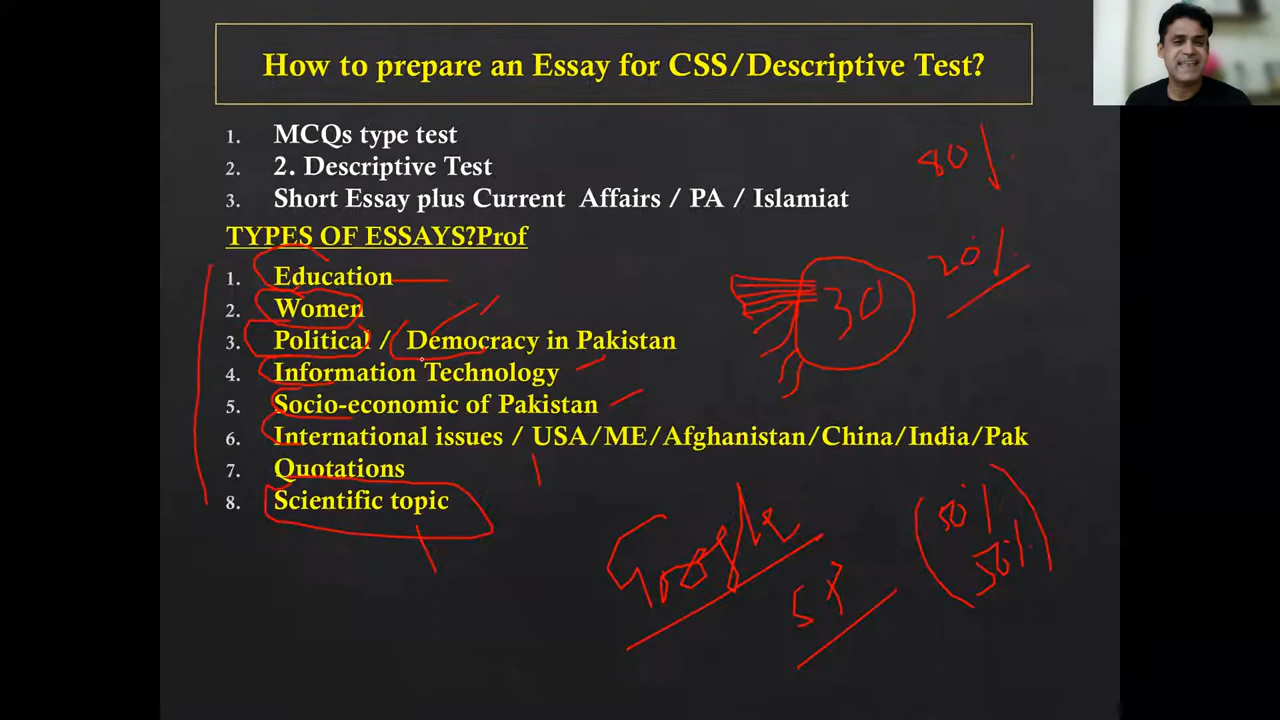 How to prepare an Essay for CSS/Descriptive Test?
1. MCQs type test
2. 2. Descriptive Test
3. Short Essay plus Current Affairs / PA / Islamiat
TYPES OF ESSAYS?Prof
1. Education
2. Women
3. Political / Democracy in Pakistan
4. Information Technology
5. Socio-economic of Pakistan
6. International issues / USA/ME/Afghanistan/China/India/Pak
7. Quotations
8. Scientific topic
80%
20%
30
Google
50%
50%